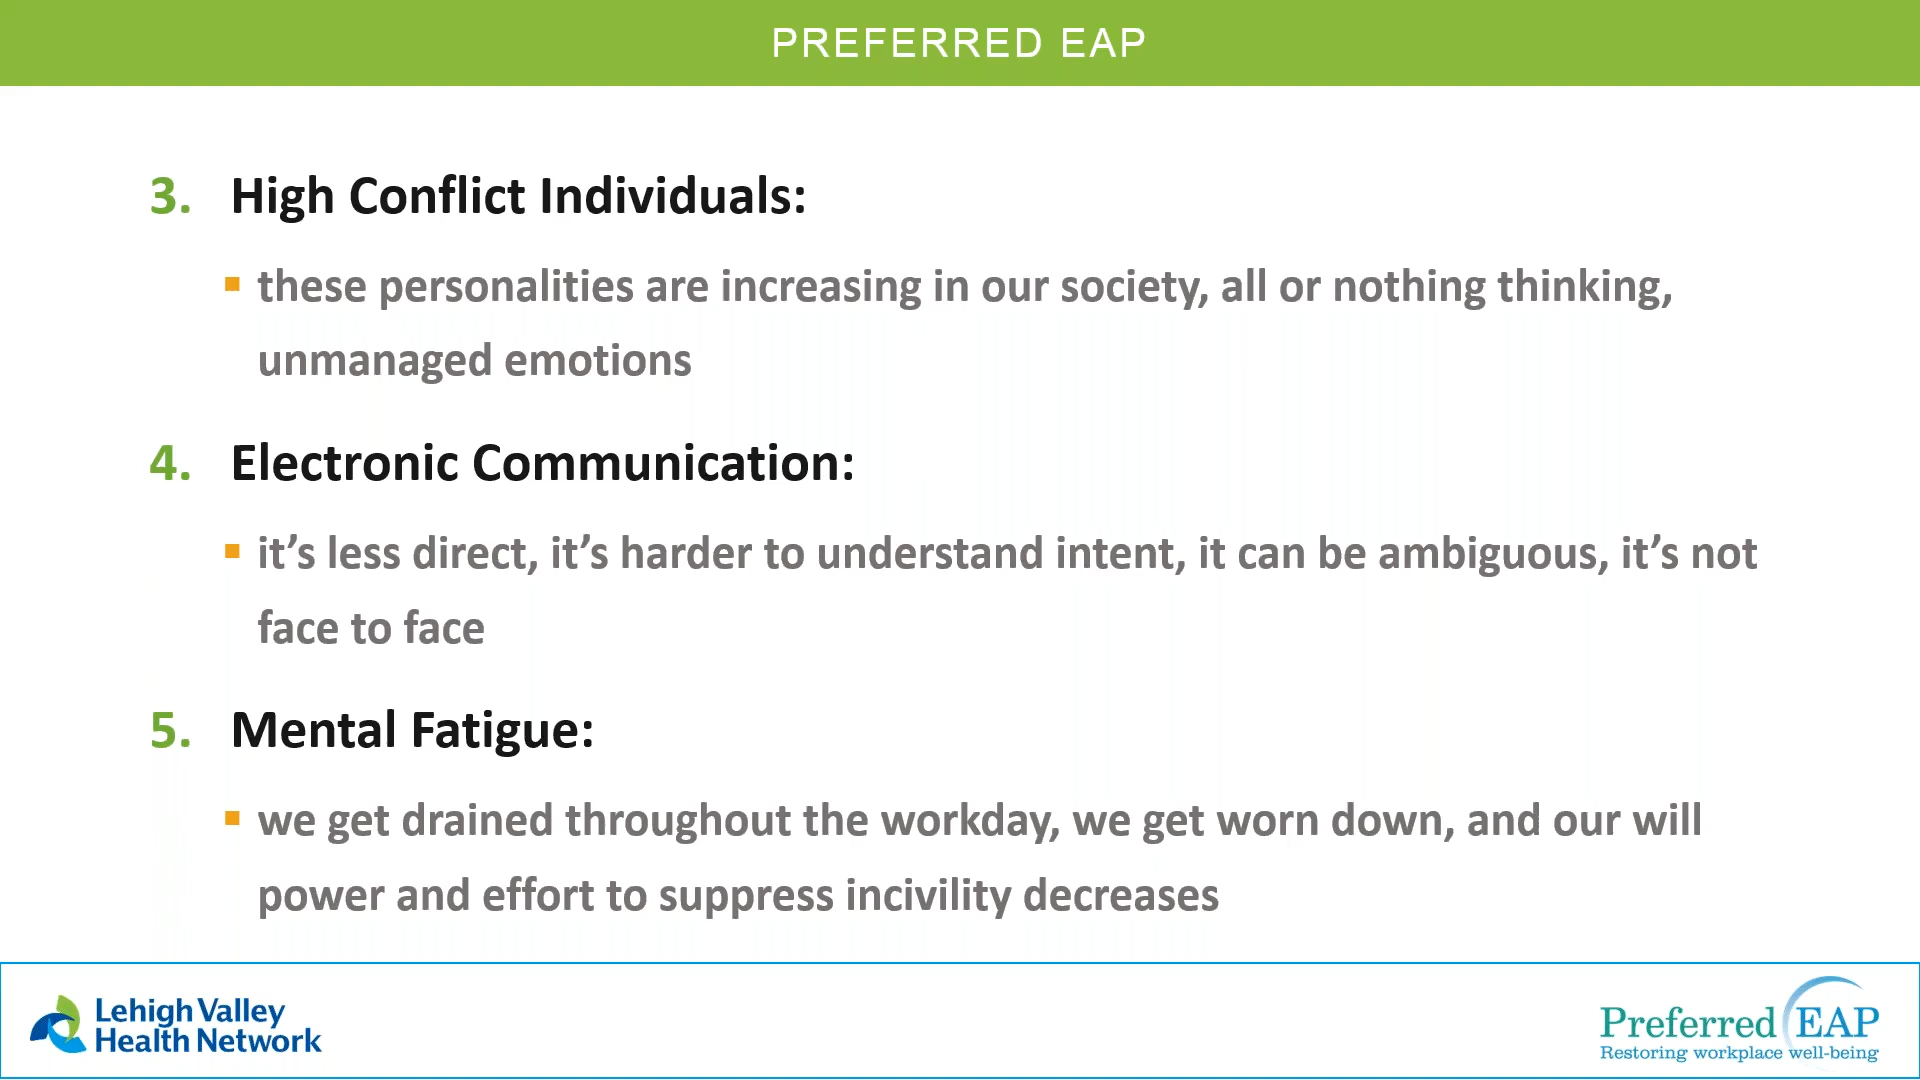 PREFERRED EAP
3. High Conflict Individuals:
▪ these personalities are increasing in our society, all or nothing thinking,
unmanaged emotions
4. Electronic Communication:
▪ it’s less direct, it’s harder to understand intent, it can be ambiguous, it’s not
face to face
5. Mental Fatigue:
▪ we get drained throughout the workday, we get worn down, and our will
power and effort to suppress incivility decreases
Lehigh Valley
Health Network
Preferred EAP
Restoring workplace well-being